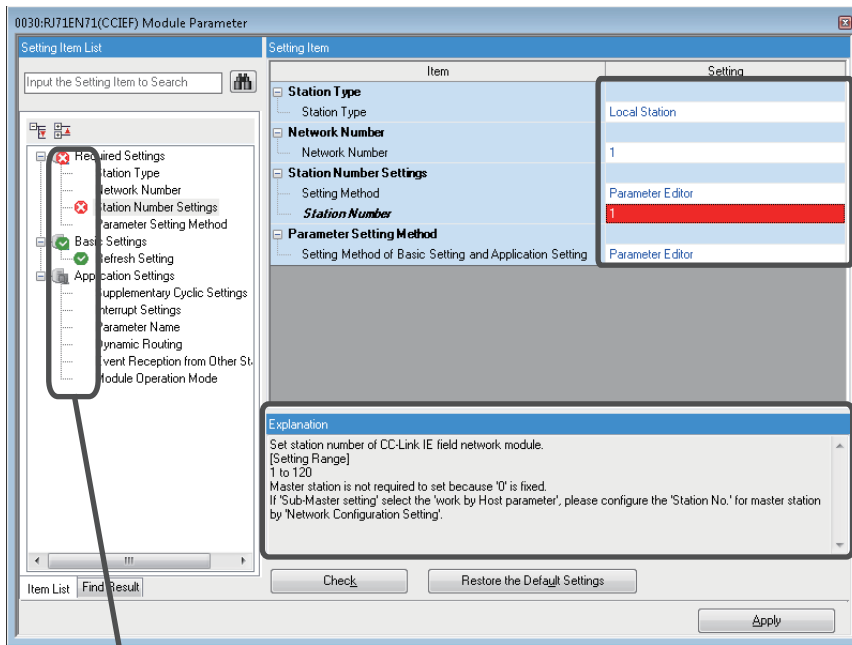 0030:RJ71EN71(CCIEF) Module Parameter
Setting Item List
Input the Setting Item to Search
Required Settings
Station Type
Network Number
Station Number Settings
Parameter Setting Method
Basic Settings
Refresh Setting
Application Settings
Supplementary Cyclic Settings
Interrupt Settings
Parameter Name
Dynamic Routing
Event Reception from Other St
Module Operation Mode
Item List
Find Result
Setting Item
Item
Setting
Station Type
Station Type
Local Station
Network Number
Network Number
1
Station Number Settings
Setting Method
Parameter Editor
Station Number
1
Parameter Setting Method
Setting Method of Basic Setting and Application Setting
Parameter Editor
Explanation
Set station number of CC-Link IE field network module.
[Setting Range]
1 to 120
Master station is not required to set because '0' is fixed.
If 'Sub-Master setting' select the 'work by Host parameter', please configure the 'Station No.' for master station
by 'Network Configuration Setting'.
Check
Restore the Default Settings
Apply